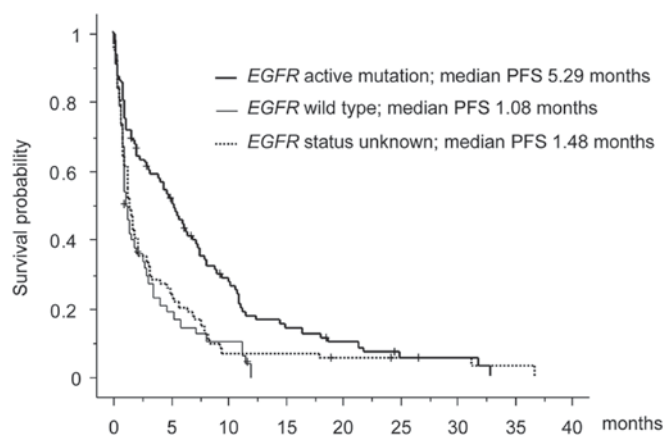 1
0.8
0.6
0.4
0.2
0
Survival probability
EGFR active mutation; median PFS 5.29 months
EGFR wild type; median PFS 1.08 months
EGFR status unknown; median PFS 1.48 months
0 5 10 15 20 25 30 35 40 months